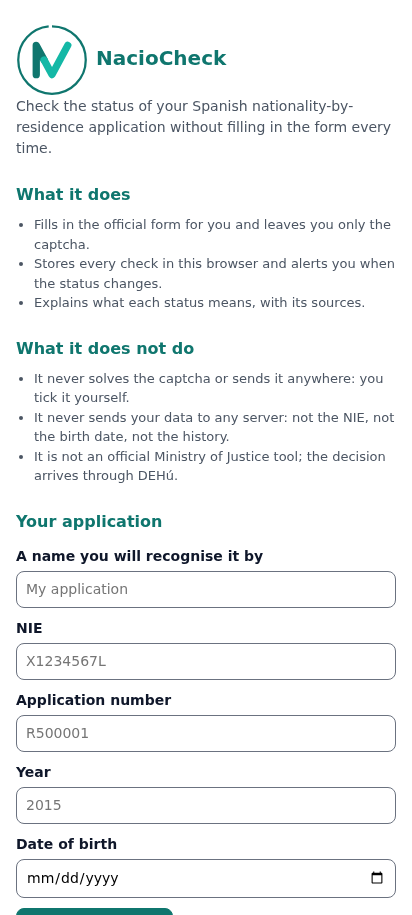 NacioCheck
Check the status of your Spanish nationality-by-
residence application without filling in the form every
time.
What it does
• Fills in the official form for you and leaves you only the
captcha.
• Stores every check in this browser and alerts you when
the status changes.
• Explains what each status means, with its sources.
What it does not do
• It never solves the captcha or sends it anywhere: you
tick it yourself.
• It never sends your data to any server: not the NIE, not
the birth date, not the history.
• It is not an official Ministry of Justice tool; the decision
arrives through DEHú.
Your application
A name you will recognise it by
My application
NIE
X1234567L
Application number
R500001
Year
2015
Date of birth
mm/dd/yyyy